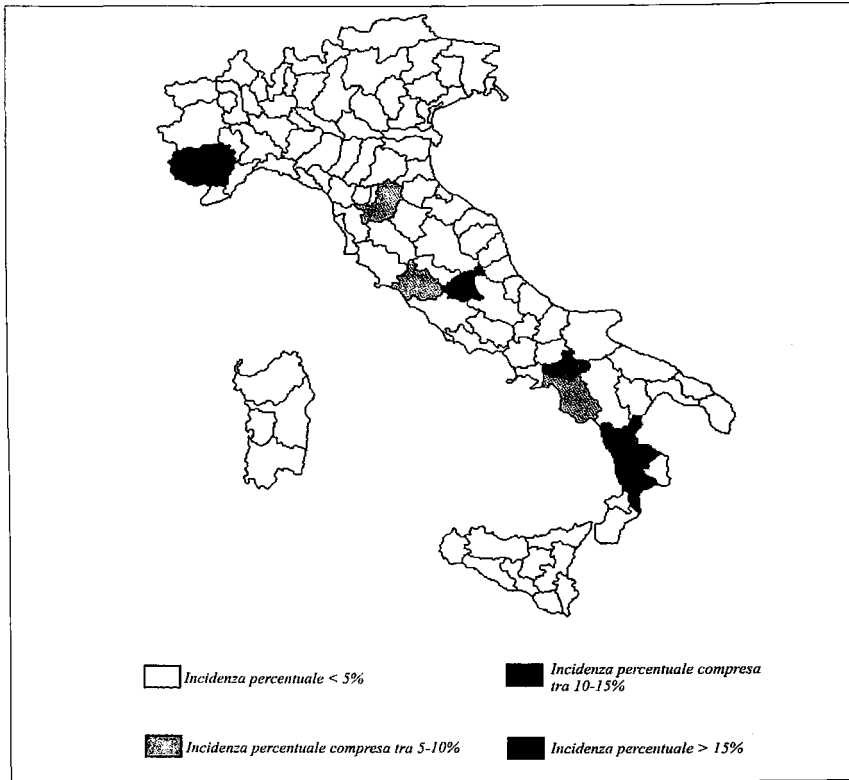 Incidenza percentuale < 5%
Incidenza percentuale compresa
tra 10-15%
Incidenza percentuale compresa tra 5-10%
Incidenza percentuale > 15%